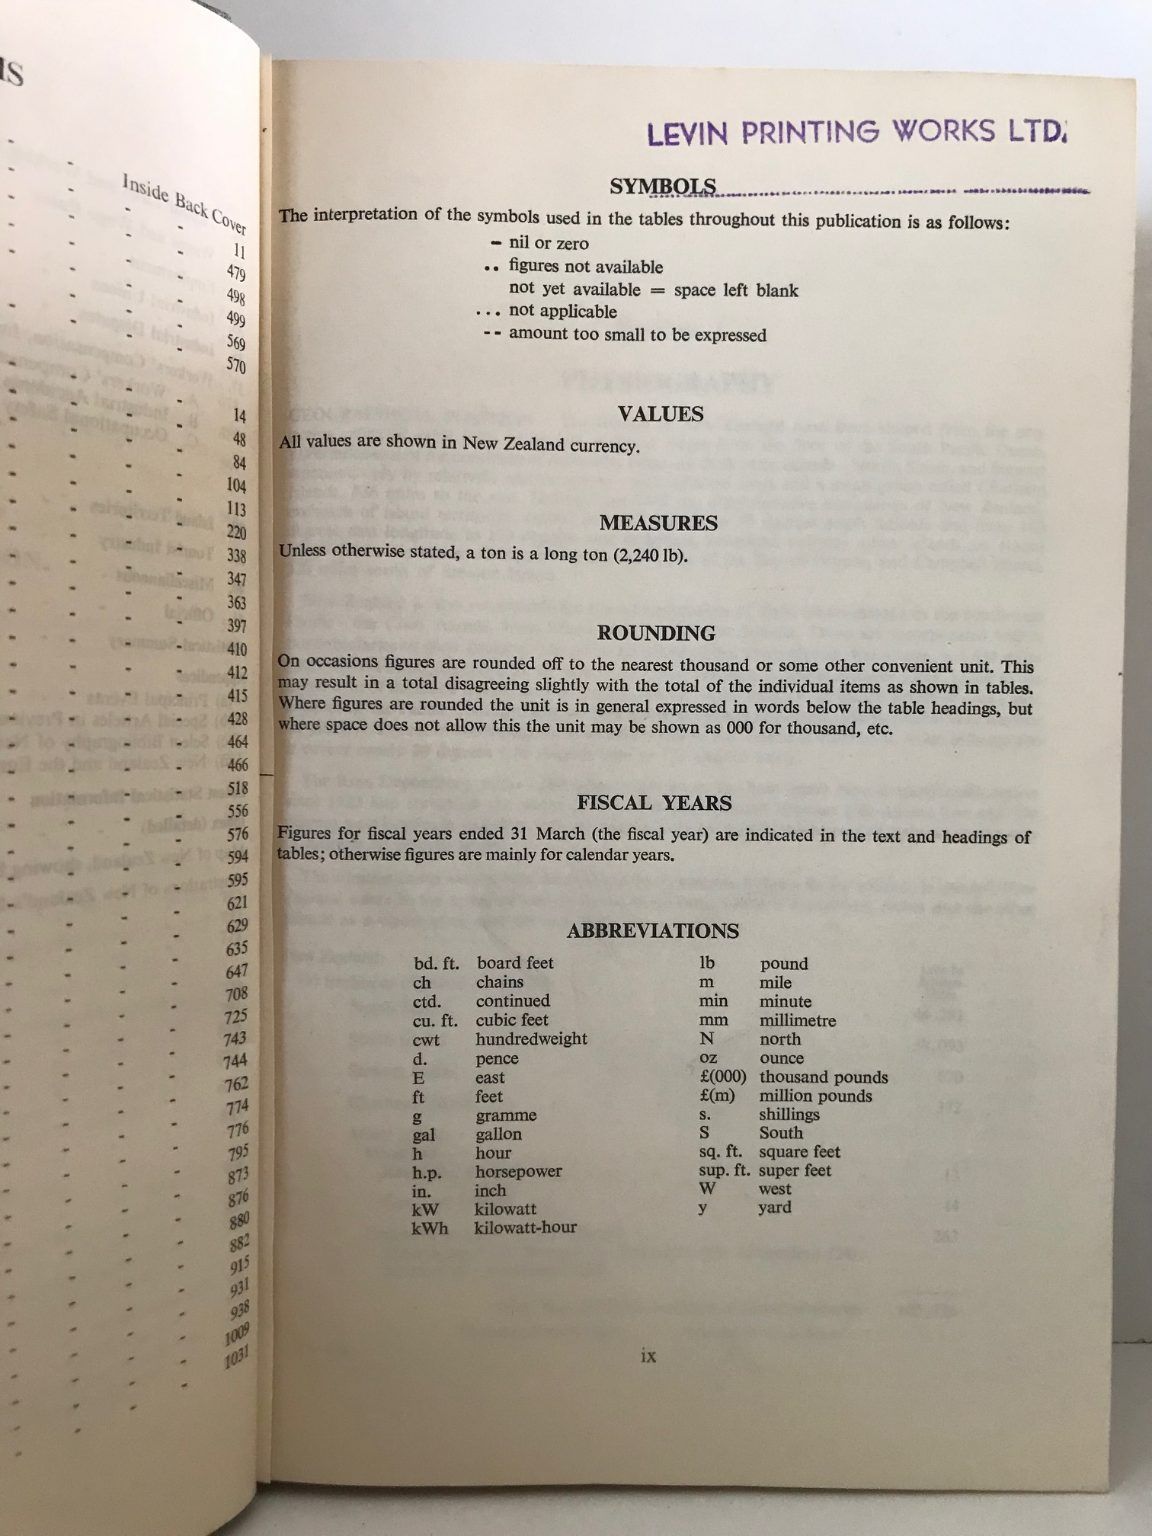 IS
Inside Back Cover
11
479
498
499
569
570
14
48
84
104
113
220
338
347
363
397
410
412
415
428
464
466
518
556
576
594
595
621
629
635
647
708
725
743
744
762
774
776
795
873
876
880
882
915
931
938
1009
1031
LEVIN PRINTING WORKS LTD.
SYMBOLS
The interpretation of the symbols used in the tables throughout this publication is as follows:
– nil or zero
.. figures not available
not yet available = space left blank
... not applicable
-- amount too small to be expressed
VALUES
All values are shown in New Zealand currency.
MEASURES
Unless otherwise stated, a ton is a long ton (2,240 lb).
ROUNDING
On occasions figures are rounded off to the nearest thousand or some other convenient unit. This
may result in a total disagreeing slightly with the total of the individual items as shown in tables.
Where figures are rounded the unit is in general expressed in words below the table headings, but
where space does not allow this the unit may be shown as 000 for thousand, etc.
FISCAL YEARS
Figures for fiscal years ended 31 March (the fiscal year) are indicated in the text and headings of
tables; otherwise figures are mainly for calendar years.
ABBREVIATIONS
bd. ft. board feet
ch chains
ctd. continued
cu. ft. cubic feet
cwt hundredweight
d. pence
E east
ft feet
g gramme
gal gallon
h hour
h.p. horsepower
in. inch
kW kilowatt
kWh kilowatt-hour
lb pound
m mile
min minute
mm millimetre
N north
oz ounce
£(000) thousand pounds
£(m) million pounds
s. shillings
S South
sq. ft. square feet
sup. ft. super feet
W west
y yard
ix